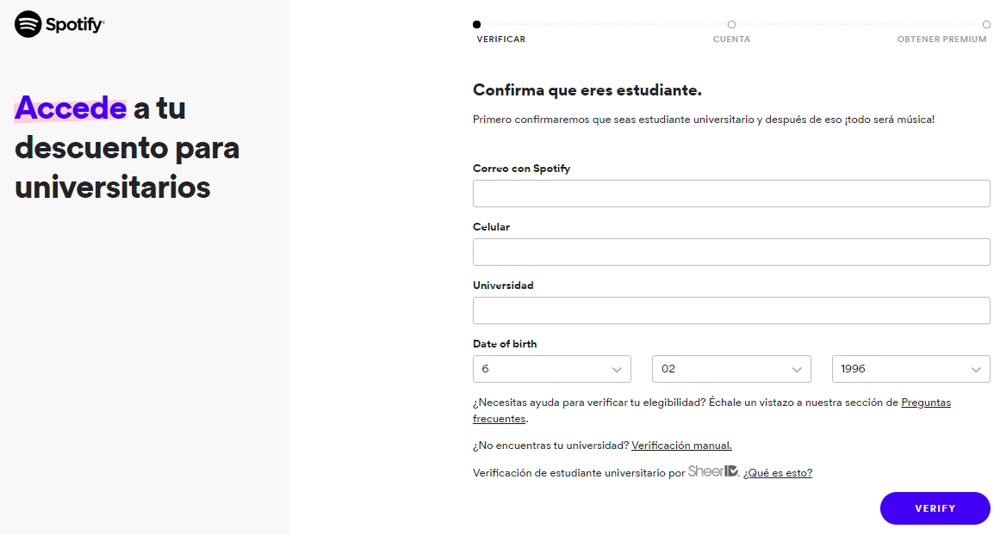 Spotify
Accede a tu
descuento para
universitarios
VERIFICAR
CUENTA
OBTENER PREMIUM
Confirma que eres estudiante.
Primero confirmaremos que seas estudiante universitario y después de eso ¡todo será música!
Correo con Spotify
Celular
Universidad
Date of birth
6
02
1996
¿Necesitas ayuda para verificar tu elegibilidad? Échale un vistazo a nuestra sección de Preguntas
frecuentes.
¿No encuentras tu universidad? Verificación manual.
Verificación de estudiante universitario por SheerID. ¿Qué es esto?
VERIFY